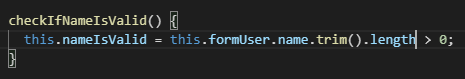 checkIfNameIsValid() {
this.nameIsValid = this.formUser.name.trim().length > 0;
}